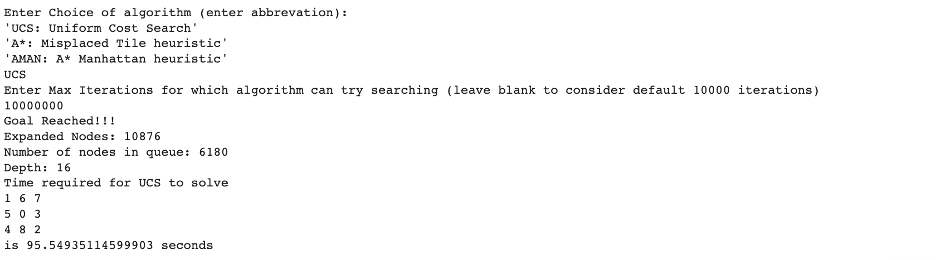 Enter Choice of algorithm (enter abbrevation):
'UCS: Uniform Cost Search'
'A*: Misplaced Tile heuristic'
'AMAN: A* Manhattan heuristic'
UCS
Enter Max Iterations for which algorithm can try searching (leave blank to consider default 10000 iterations)
10000000
Goal Reached!!!
Expanded Nodes: 10876
Number of nodes in queue: 6180
Depth: 16
Time required for UCS to solve
1 6 7
5 0 3
4 8 2
is 95.54935114599903 seconds